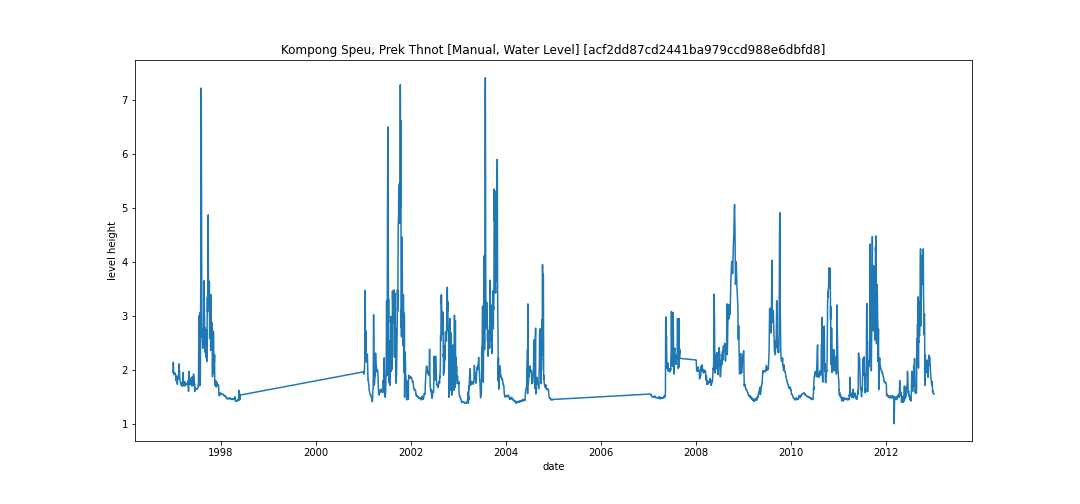 Kompong Speu, Prek Thnot [Manual, Water Level] [acf2dd87cd2441ba979ccd988e6dbfd8]
7
6
5
4
3
2
1
level height
1998 2000 2002 2004 2006 2008 2010 2012
date